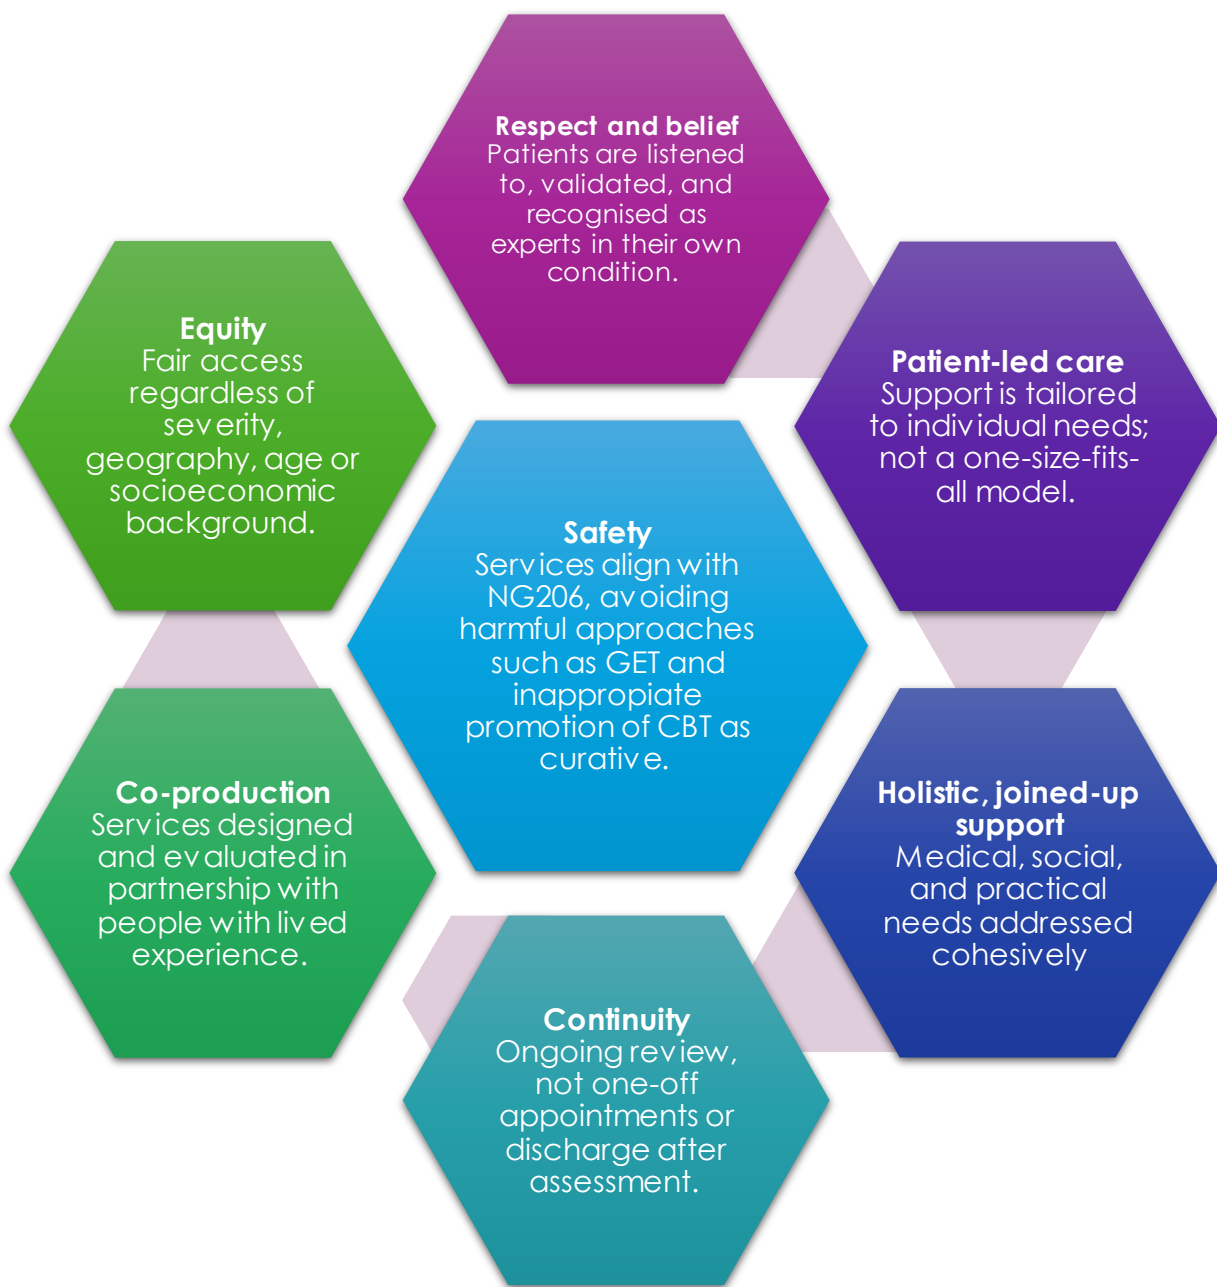 Respect and belief
Patients are listened
to, validated, and
recognised as
experts in their own
condition.
Patient-led care
Support is tailored
to individual needs;
not a one-size-fits-
all model.
Holistic, joined-up
support
Medical, social,
and practical
needs addressed
cohesively
Continuity
Ongoing review,
not one-off
appointments or
discharge after
assessment.
Co-production
Services designed
and evaluated in
partnership with
people with lived
experience.
Equity
Fair access
regardless of
severity,
geography, age or
socioeconomic
background.
Safety
Services align with
NG206, avoiding
harmful approaches
such as GET and
inappropiate
promotion of CBT as
curative.